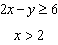 2x − y ≥ 6
x > 2